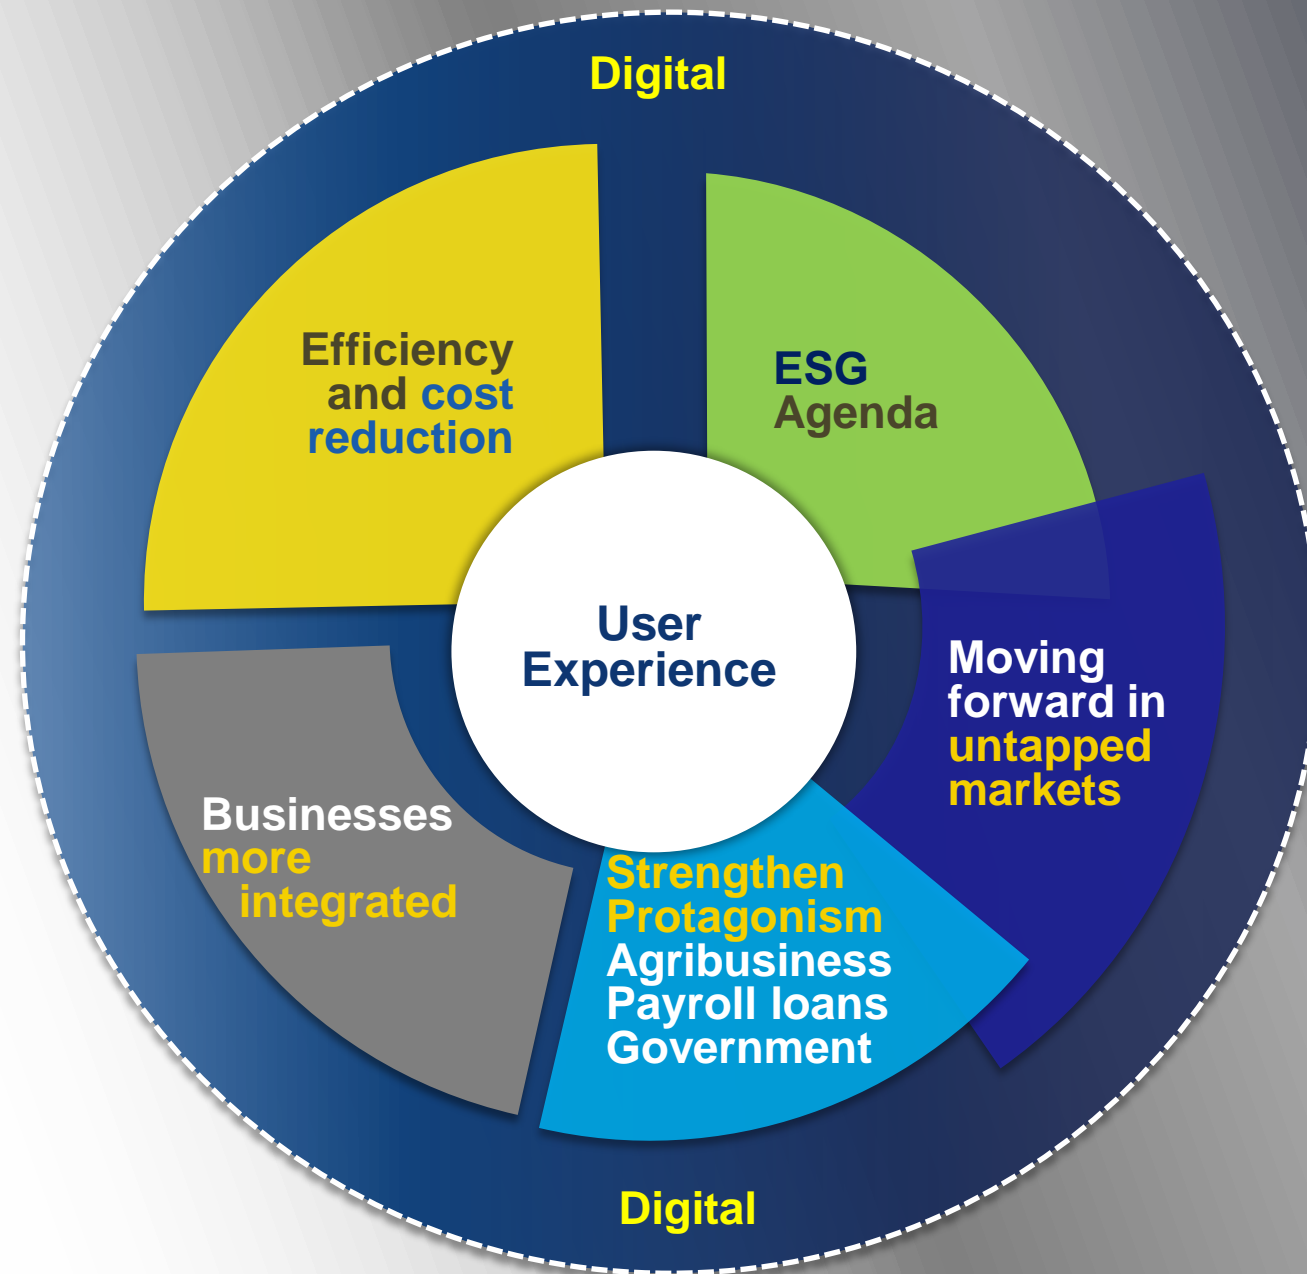 Digital
Efficiency
and cost
reduction
ESG
Agenda
User
Experience
Moving
forward in
untapped
markets
Businesses
more
integrated
Strengthen
Protagonism
Agribusiness
Payroll loans
Government
Digital